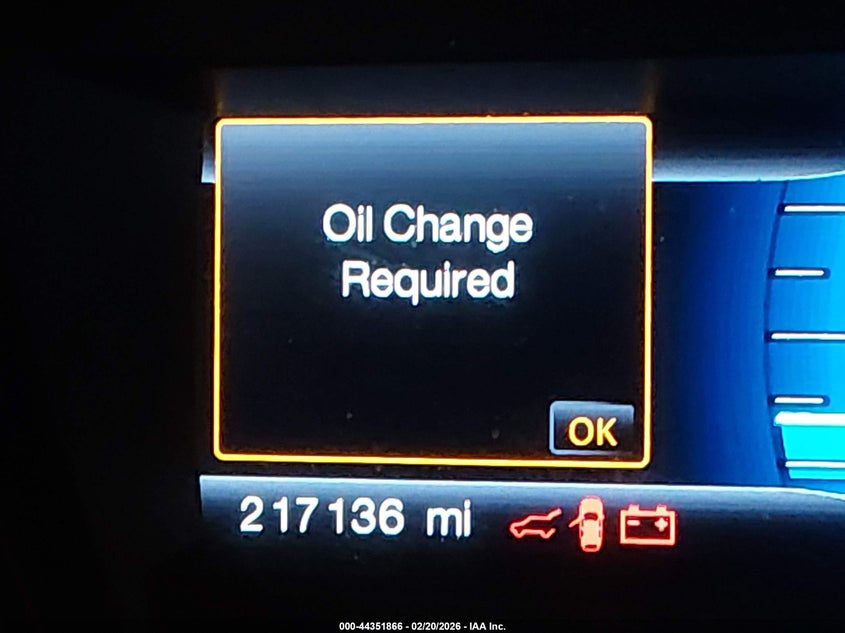 Oil Change
Required
OK
217136 mi
000-44351866 - 02/20/2026 - IAA Inc.